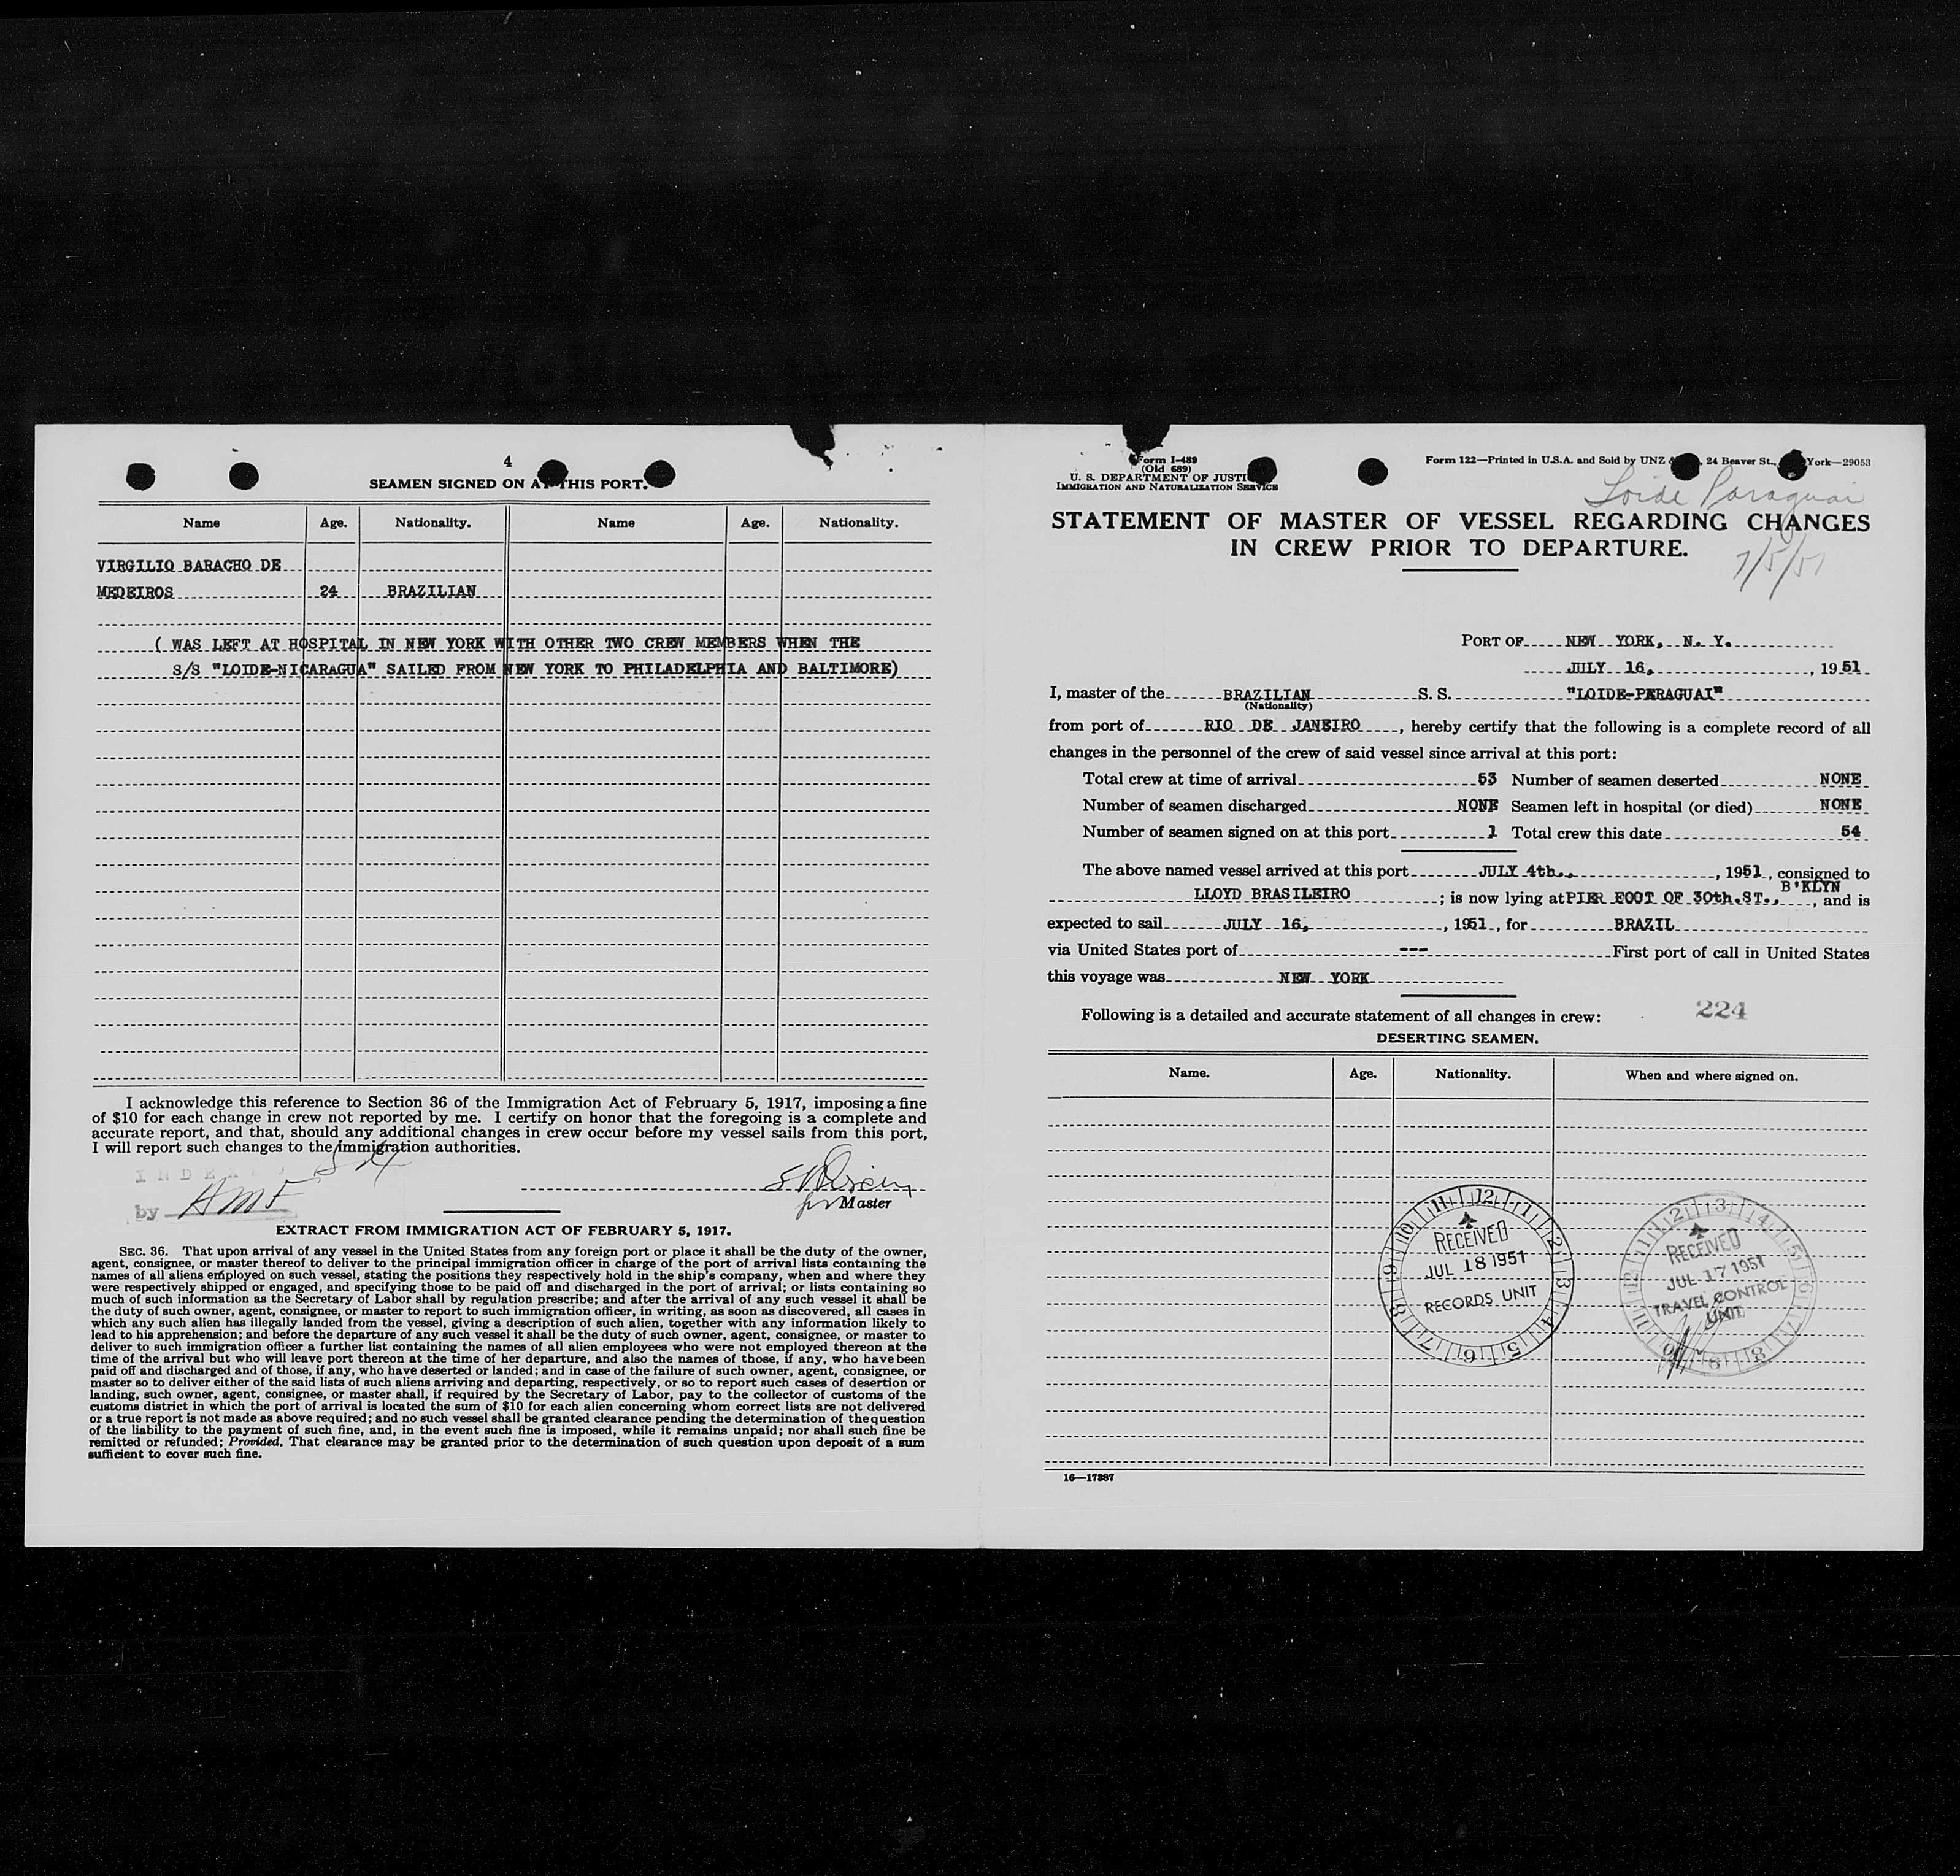 4
SEAMEN SIGNED ON AT THIS PORT.
Name Age. Nationality. Name Age. Nationality.
VIRGILIO BARACHO DE
MEDEIROS 24 BRAZILIAN
( WAS LEFT AT HOSPITAL IN NEW YORK WITH OTHER TWO CREW MEMBERS WHEN THE
S/S "LOIDE-NICARAGUA" SAILED FROM NEW YORK TO PHILADELPHIA AND BALTIMORE)
I acknowledge this reference to Section 36 of the Immigration Act of February 5, 1917, imposing a fine
of $10 for each change in crew not reported by me. I certify on honor that the foregoing is a complete and
accurate report, and that, should any additional changes in crew occur before my vessel sails from this port,
I will report such changes to the Immigration authorities.
by AMF
for Master
EXTRACT FROM IMMIGRATION ACT OF FEBRUARY 5, 1917.
SEC. 36. That upon arrival of any vessel in the United States from any foreign port or place it shall be the duty of the owner,
agent, consignee, or master thereof to deliver to the principal immigration officer in charge of the port of arrival lists containing the
names of all aliens employed on such vessel, stating the positions they respectively hold in the ship's company, when and where they
were respectively shipped or engaged, and specifying those to be paid off and discharged in the port of arrival; or lists containing so
much of such information as the Secretary of Labor shall by regulation prescribe; and after the arrival of any such vessel it shall be
the duty of such owner, agent, consignee, or master to report to such immigration officer, in writing, as soon as discovered, all cases in
which any such alien has illegally landed from the vessel, giving a description of such alien, together with any information likely to
lead to his apprehension; and before the departure of any such vessel it shall be the duty of such owner, agent, consignee, or master to
deliver to such immigration officer a further list containing the names of all alien employees who were not employed thereon at the
time of the arrival but who will leave port thereon at the time of her departure, and also the names of those, if any, who have been
paid off and discharged and of those, if any, who have deserted or landed; and in case of the failure of such owner, agent, consignee, or
master so to deliver either of the said lists of such aliens arriving and departing, respectively, or so to report such cases of desertion or
landing, such owner, agent, consignee, or master shall, if required by the Secretary of Labor, pay to the collector of customs of the
customs district in which the port of arrival is located the sum of $10 for each alien concerning whom correct lists are not delivered
or a true report is not made as above required; and no such vessel shall be granted clearance pending the determination of the question
of the liability to the payment of such fine, and, in the event such fine is imposed, while it remains unpaid; nor shall such fine be
remitted or refunded; Provided, That clearance may be granted prior to the determination of such question upon deposit of a sum
sufficient to cover such fine.
Form I-489
(Old 689)
U. S. DEPARTMENT OF JUSTI
IMMIGRATION AND NATURALIZATION SERVICE
Form 122—Printed in U.S.A. and Sold by UNZ 24 Beaver St., York—29053
Loide Paraguai
STATEMENT OF MASTER OF VESSEL REGARDING CHANGES
IN CREW PRIOR TO DEPARTURE.
7/5/51
PORT OF NEW YORK, N. Y.
JULY 16, , 1951
I, master of the BRAZILIAN S. S. "LOIDE-PARAGUAI"
(Nationality)
from port of RIO DE JANEIRO , hereby certify that the following is a complete record of all
changes in the personnel of the crew of said vessel since arrival at this port:
Total crew at time of arrival 53 Number of seamen deserted NONE
Number of seamen discharged NONE Seamen left in hospital (or died) NONE
Number of seamen signed on at this port 1 Total crew this date 54
The above named vessel arrived at this port JULY 4th., , 1951, consigned to
LLOYD BRASILEIRO ; is now lying at PIER FOOT OF 30th.ST., B'KLYN , and is
expected to sail JULY 16, , 1951, for BRAZIL
via United States port of --- First port of call in United States
this voyage was NEW YORK
Following is a detailed and accurate statement of all changes in crew: 224
DESERTING SEAMEN.
Name. Age. Nationality. When and where signed on.
RECEIVED
JUL 18 1951
RECORDS UNIT
RECEIVED
JUL 17 1951
TRAVEL CONTROL
UNIT
16—17887